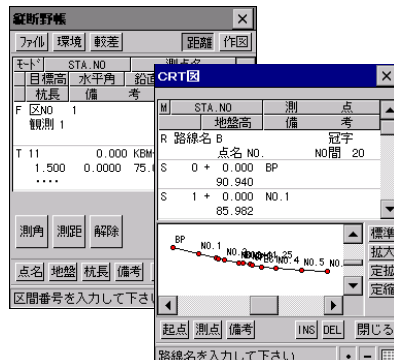 縦断野帳
ファイル 環境 較差 距離 作図
モード STA.NO 測点名
目標高 水平角 鉛直
杭長 備 考
F 区NO 1
観測 1
T 11 0.000 KBM
1.500 0.0000 75.
....
測角 測距 解除
点名 地盤 杭長 備考
区間番号を入力して下さい
CRT図
M STA.NO 測 点
地盤高 備 考
R 路線名 B 冠字
点名 NO. NO間 20
S 0 + 0.000 BP
90.940
S 1 + 0.000 NO.1
85.982
BP NO.1 NO.4 NO.5 NO.
標準
拡大
定拡
定縮
起点 測点 備考 INS DEL 閉じる
路線名を入力して下さい + -